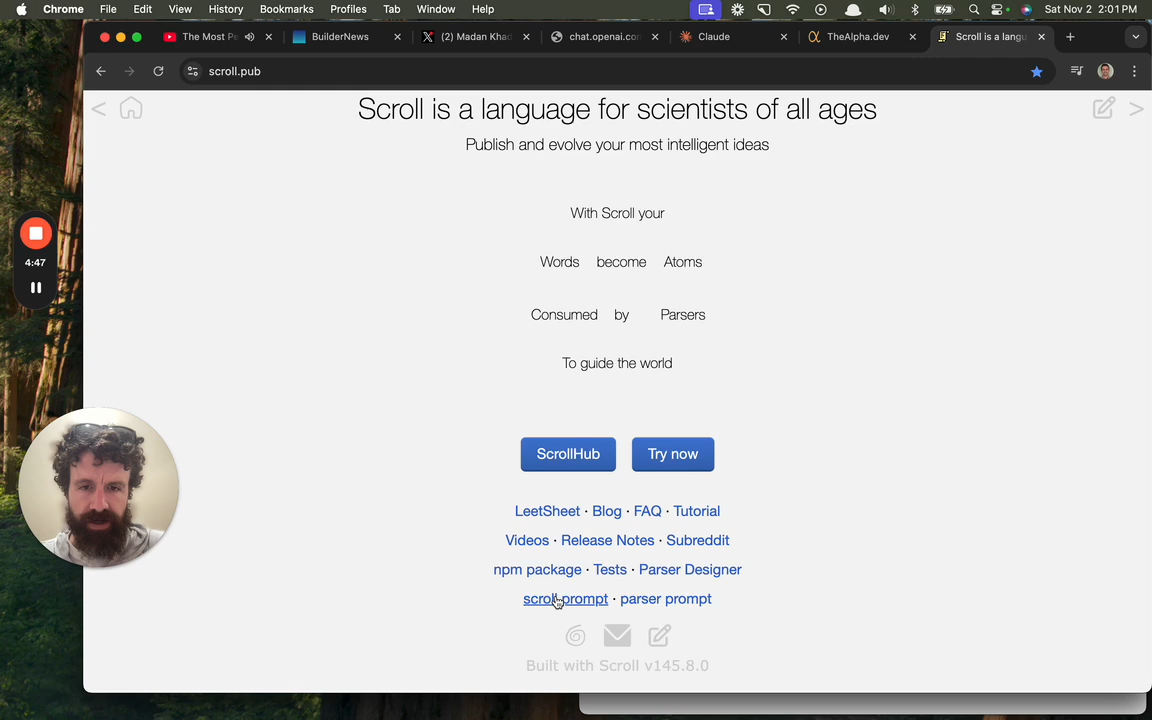 Chrome File Edit View History Bookmarks Profiles Tab Window Help Sat Nov 2 2:01 PM
The Most Pe BuilderNews (2) Madan Khad chat.openai.con Claude TheAlpha.dev Scroll is a langu
scroll.pub
Scroll is a language for scientists of all ages
Publish and evolve your most intelligent ideas
With Scroll your
Words become Atoms
4:47
Consumed by Parsers
To guide the world
ScrollHub Try now
LeetSheet · Blog · FAQ · Tutorial
Videos · Release Notes · Subreddit
npm package · Tests · Parser Designer
scroll prompt · parser prompt
Built with Scroll v145.8.0